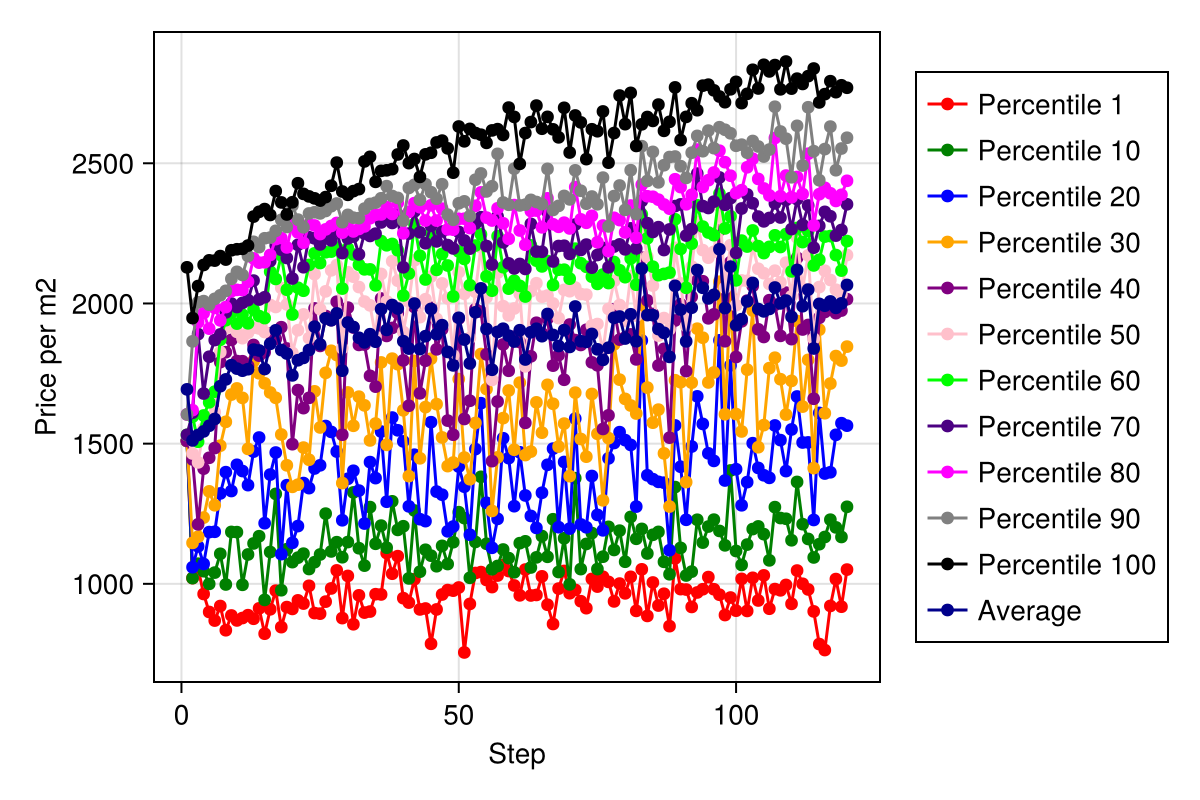 Price per m2
2500
2000
1500
1000
0
50
100
Step
Percentile 1
Percentile 10
Percentile 20
Percentile 30
Percentile 40
Percentile 50
Percentile 60
Percentile 70
Percentile 80
Percentile 90
Percentile 100
Average